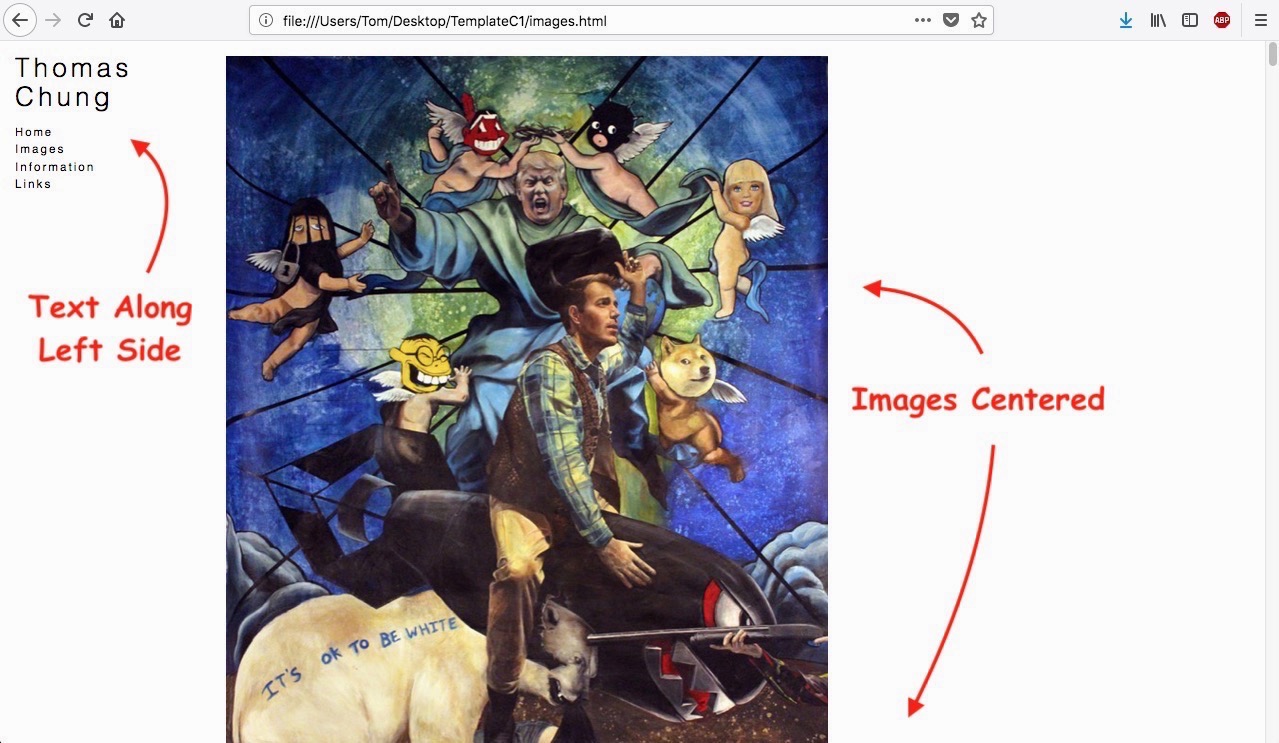 file:///Users/Tom/Desktop/TemplateC1/images.html
ABP
Thomas
Chung
Home
Images
Information
Links
Text Along
Left Side
Images Centered
IT'S OK TO BE WHITE